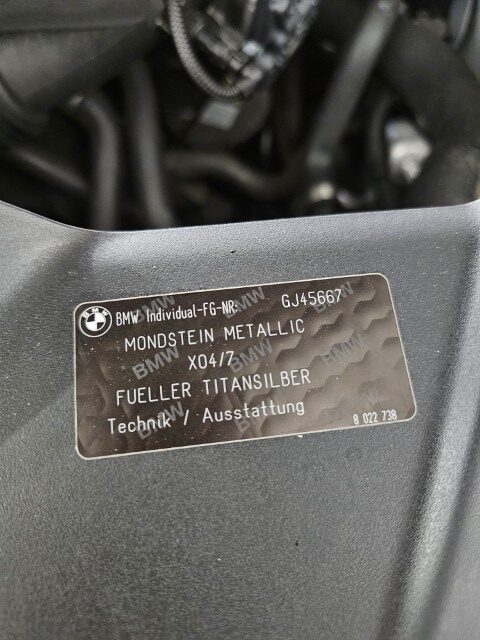 BMW Individual-FG-NR: GJ45667
MONDSTEIN METALLIC
X04/7
FUELLER TITANSILBER
Technik / Ausstattung
8 022 738